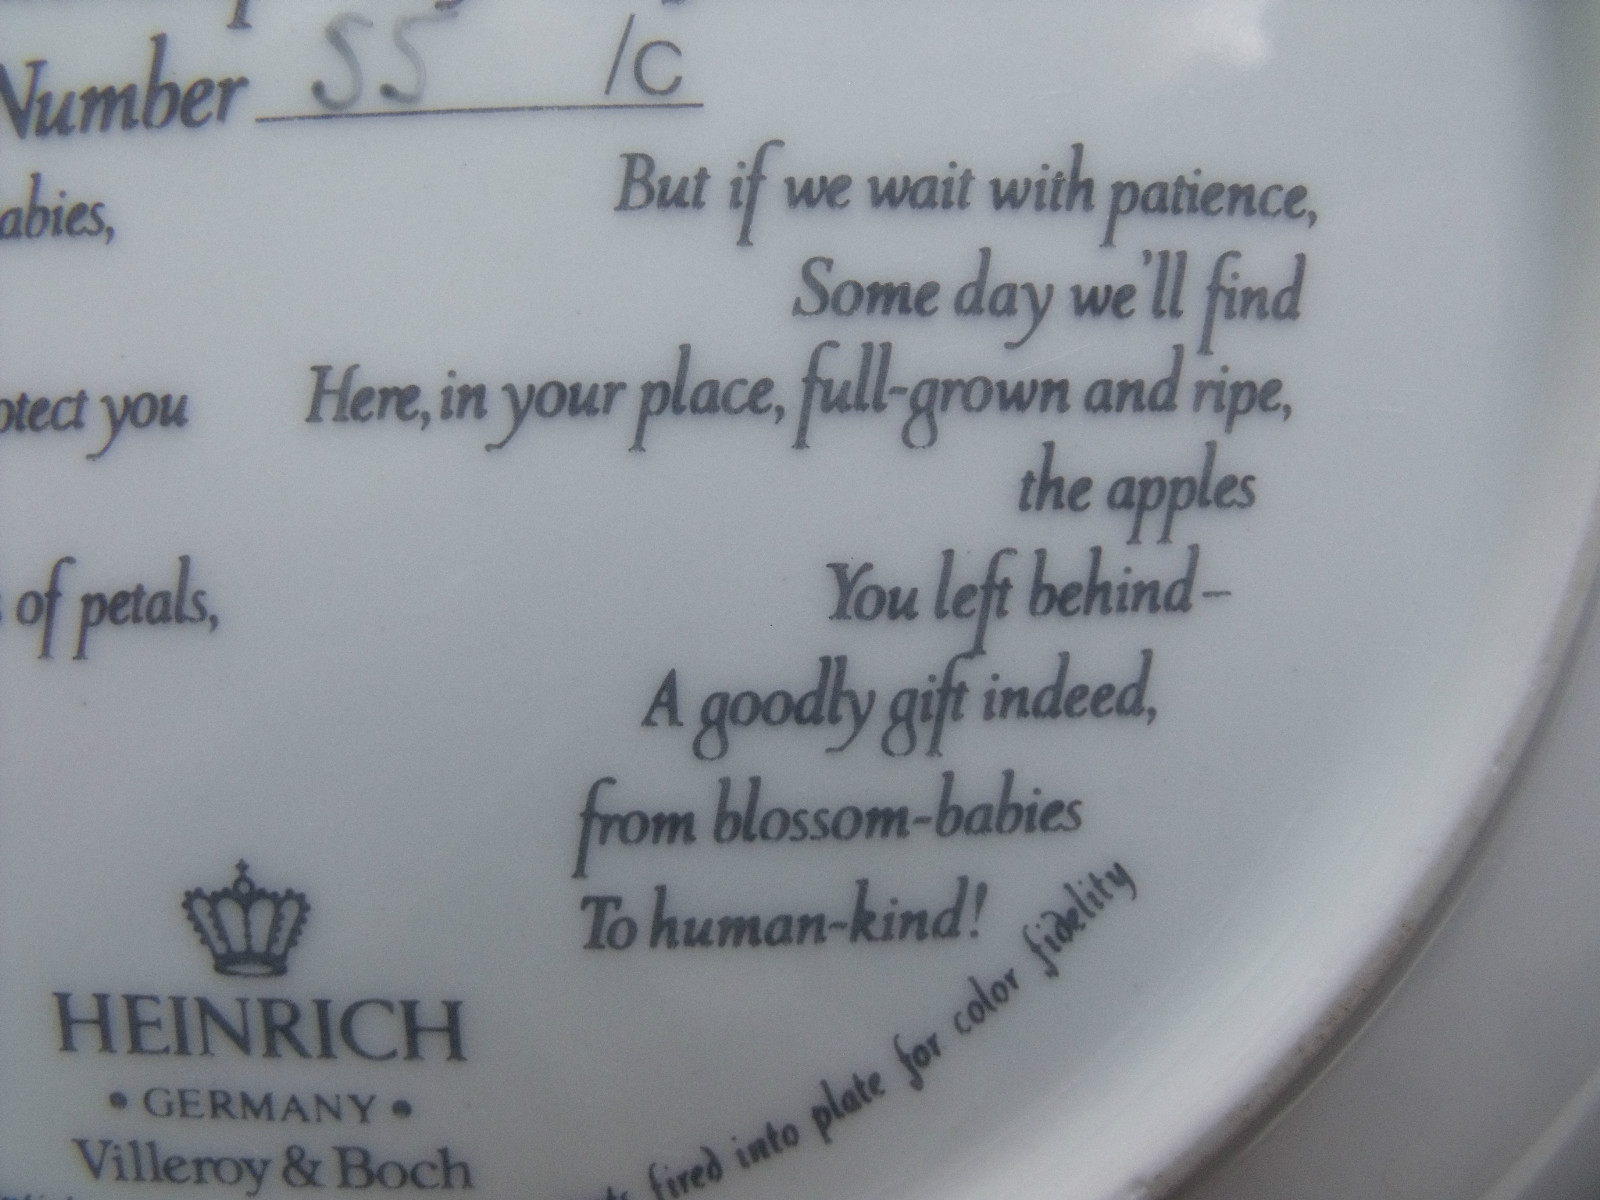 Number 55 /C
But if we wait with patience,
abies,
Some day we'll find
otect you
Here, in your place, full-grown and ripe,
the apples
of petals,
You left behind–
A goodly gift indeed,
from blossom-babies
To human-kind!
HEINRICH
• GERMANY •
Villeroy & Boch
fired into plate for color fidelity